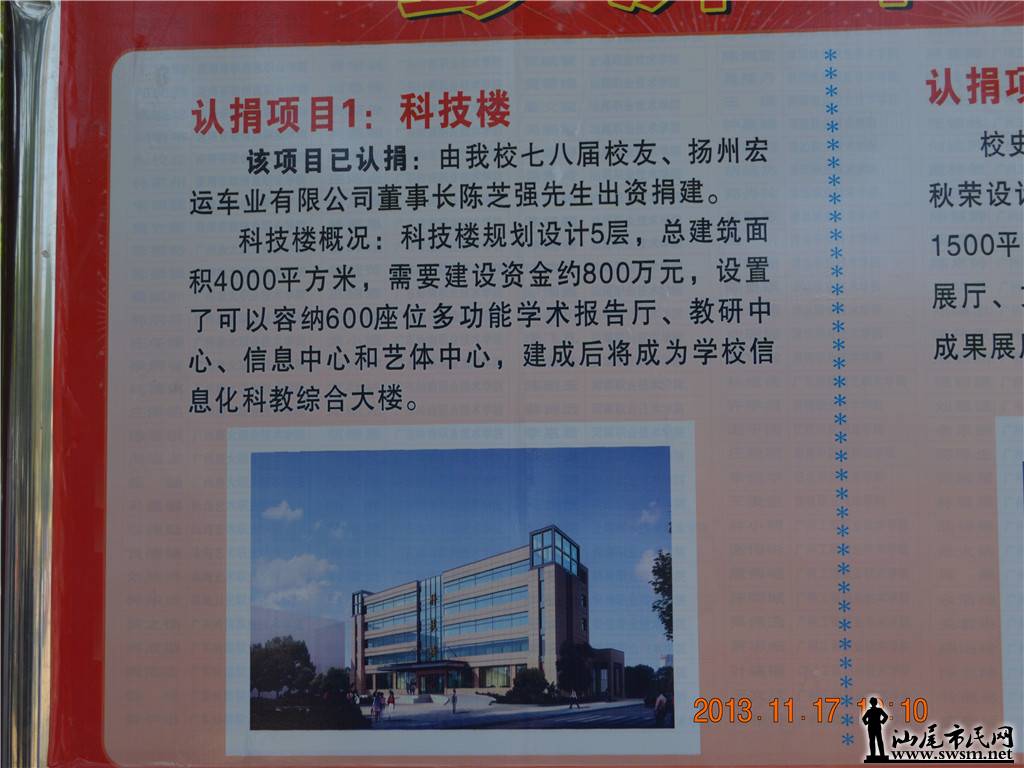 认捐项目1：科技楼
该项目已认捐：由我校七八届校友、扬州宏
运车业有限公司董事长陈芝强先生出资捐建。
科技楼概况：科技楼规划设计5层，总建筑面
积4000平方米，需要建设资金约800万元，设置
了可以容纳600座位多功能学术报告厅、教研中
心、信息中心和艺体中心，建成后将成为学校信
息化科教综合大楼。
认捐项
校史
秋荣设计
1500平
展厅、
成果展
2013.11.17
汕尾市民网
www.swsm.net